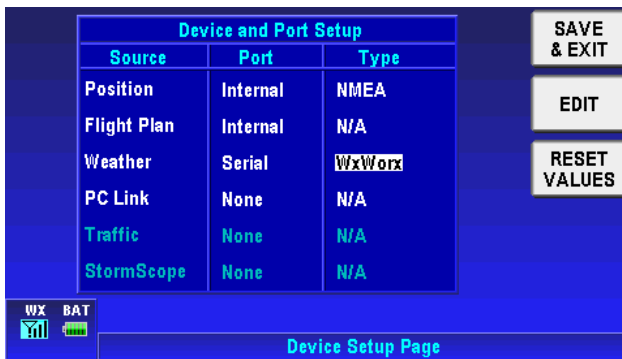 Device and Port Setup
Source Port Type
Position Internal NMEA
Flight Plan Internal N/A
Weather Serial WxWorx
PC Link None N/A
Traffic None N/A
StormScope None N/A
SAVE
& EXIT
EDIT
RESET
VALUES
WX BAT
Device Setup Page